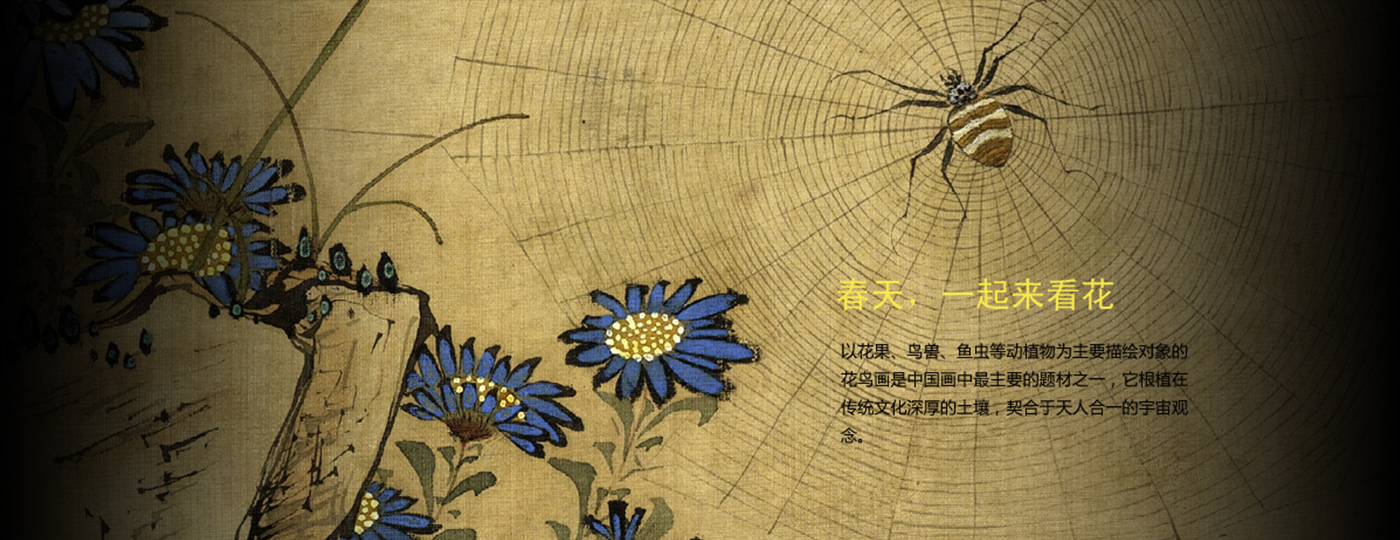 春天，一起来看花
以花果、鸟兽、鱼虫等动植物为主要描绘对象的
花鸟画是中国画中最主要的题材之一，它根植在
传统文化深厚的土壤，契合于天人合一的宇宙观
念。